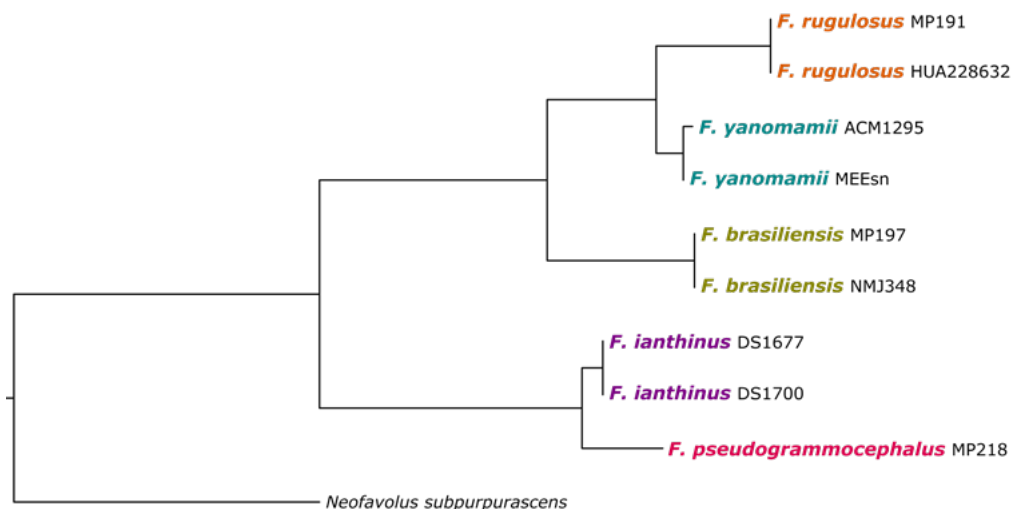 F. rugulosus MP191
F. rugulosus HUA228632
F. yanomamii ACM1295
F. yanomamii MEEsn
F. brasiliensis MP197
F. brasiliensis NMJ348
F. ianthinus DS1677
F. ianthinus DS1700
F. pseudogrammocephalus MP218
Neofavolus subpurpurascens